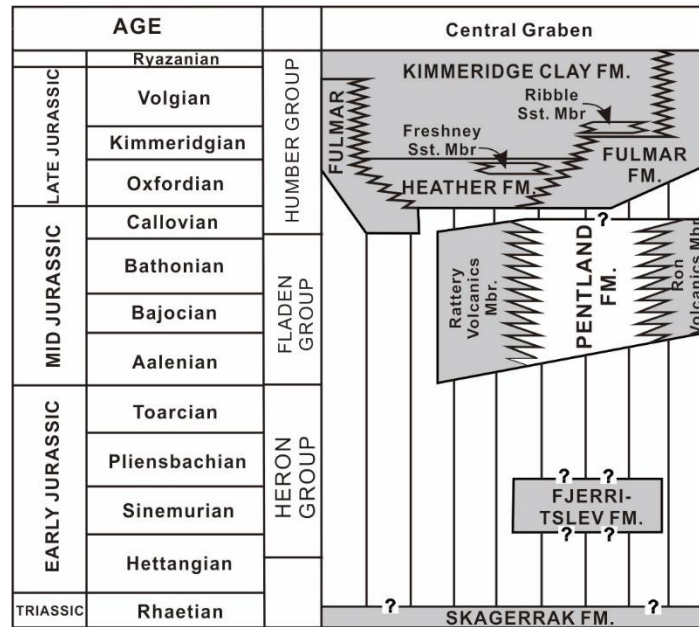 AGE
Central Graben
Ryazanian
Volgian
Kimmeridgian
Oxfordian
Callovian
Bathonian
Bajocian
Aalenian
Toarcian
Pliensbachian
Sinemurian
Hettangian
Rhaetian
LATE JURASSIC
MID JURASSIC
EARLY JURASSIC
TRIASSIC
HUMBER GROUP
FLADEN
GROUP
HERON
GROUP
KIMMERIDGE CLAY FM.
Ribble
Sst. Mbr
Freshney
Sst. Mbr
FULMAR
HEATHER FM.
FULMAR
FM.
?
Rattery
Volcanics
Mbr.
PENTLAND
FM.
Ron
Volcanics Mbr.
? ?
FJERRI-
TSLEV FM.
? ?
? ?
SKAGERRAK FM.